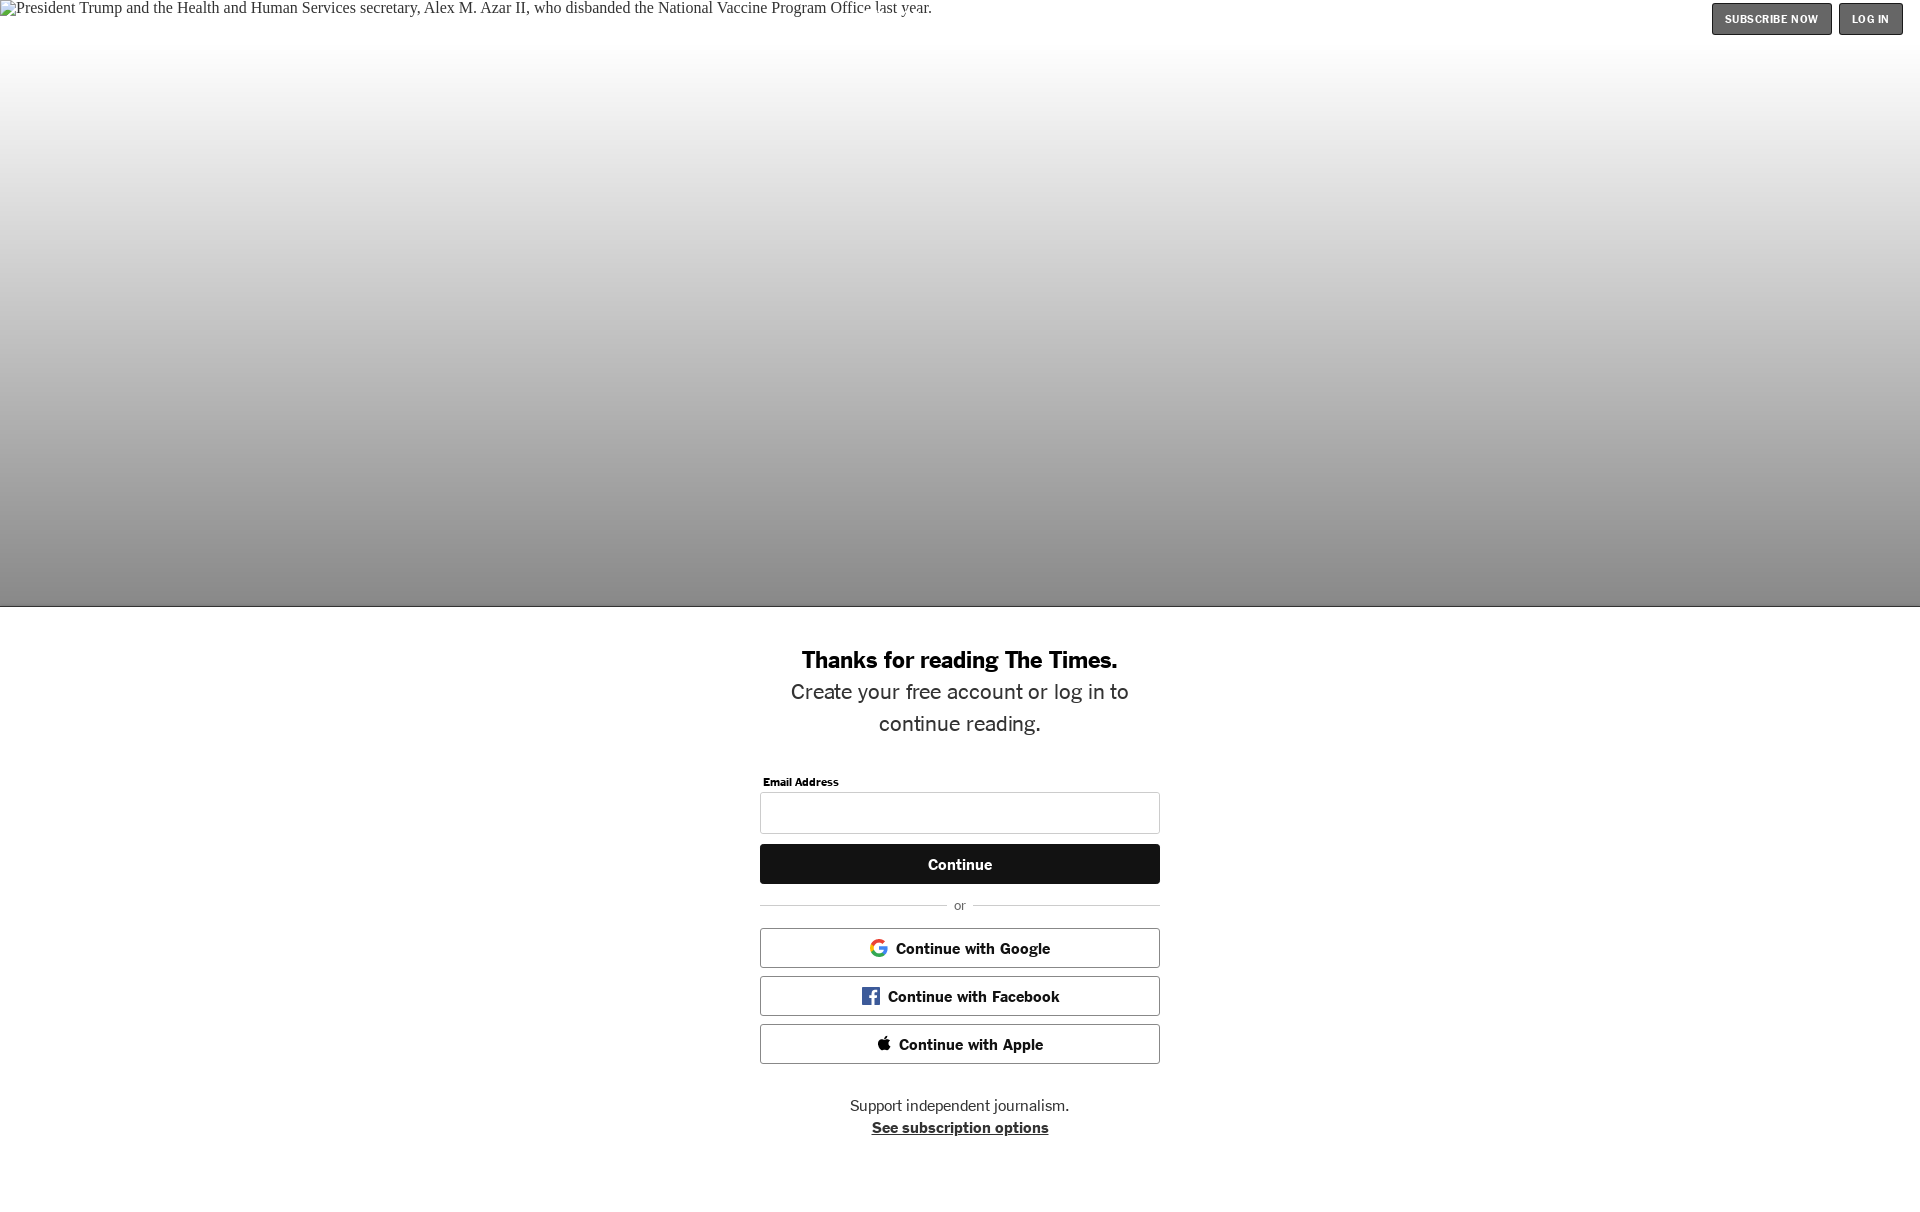 President Trump and the Health and Human Services secretary, Alex M. Azar II, who disbanded the National Vaccine Program Office last year.
SUBSCRIBE NOW
LOG IN
Thanks for reading The Times.
Create your free account or log in to
continue reading.
Email Address
Continue
or
Continue with Google
Continue with Facebook
Continue with Apple
Support independent journalism.
See subscription options